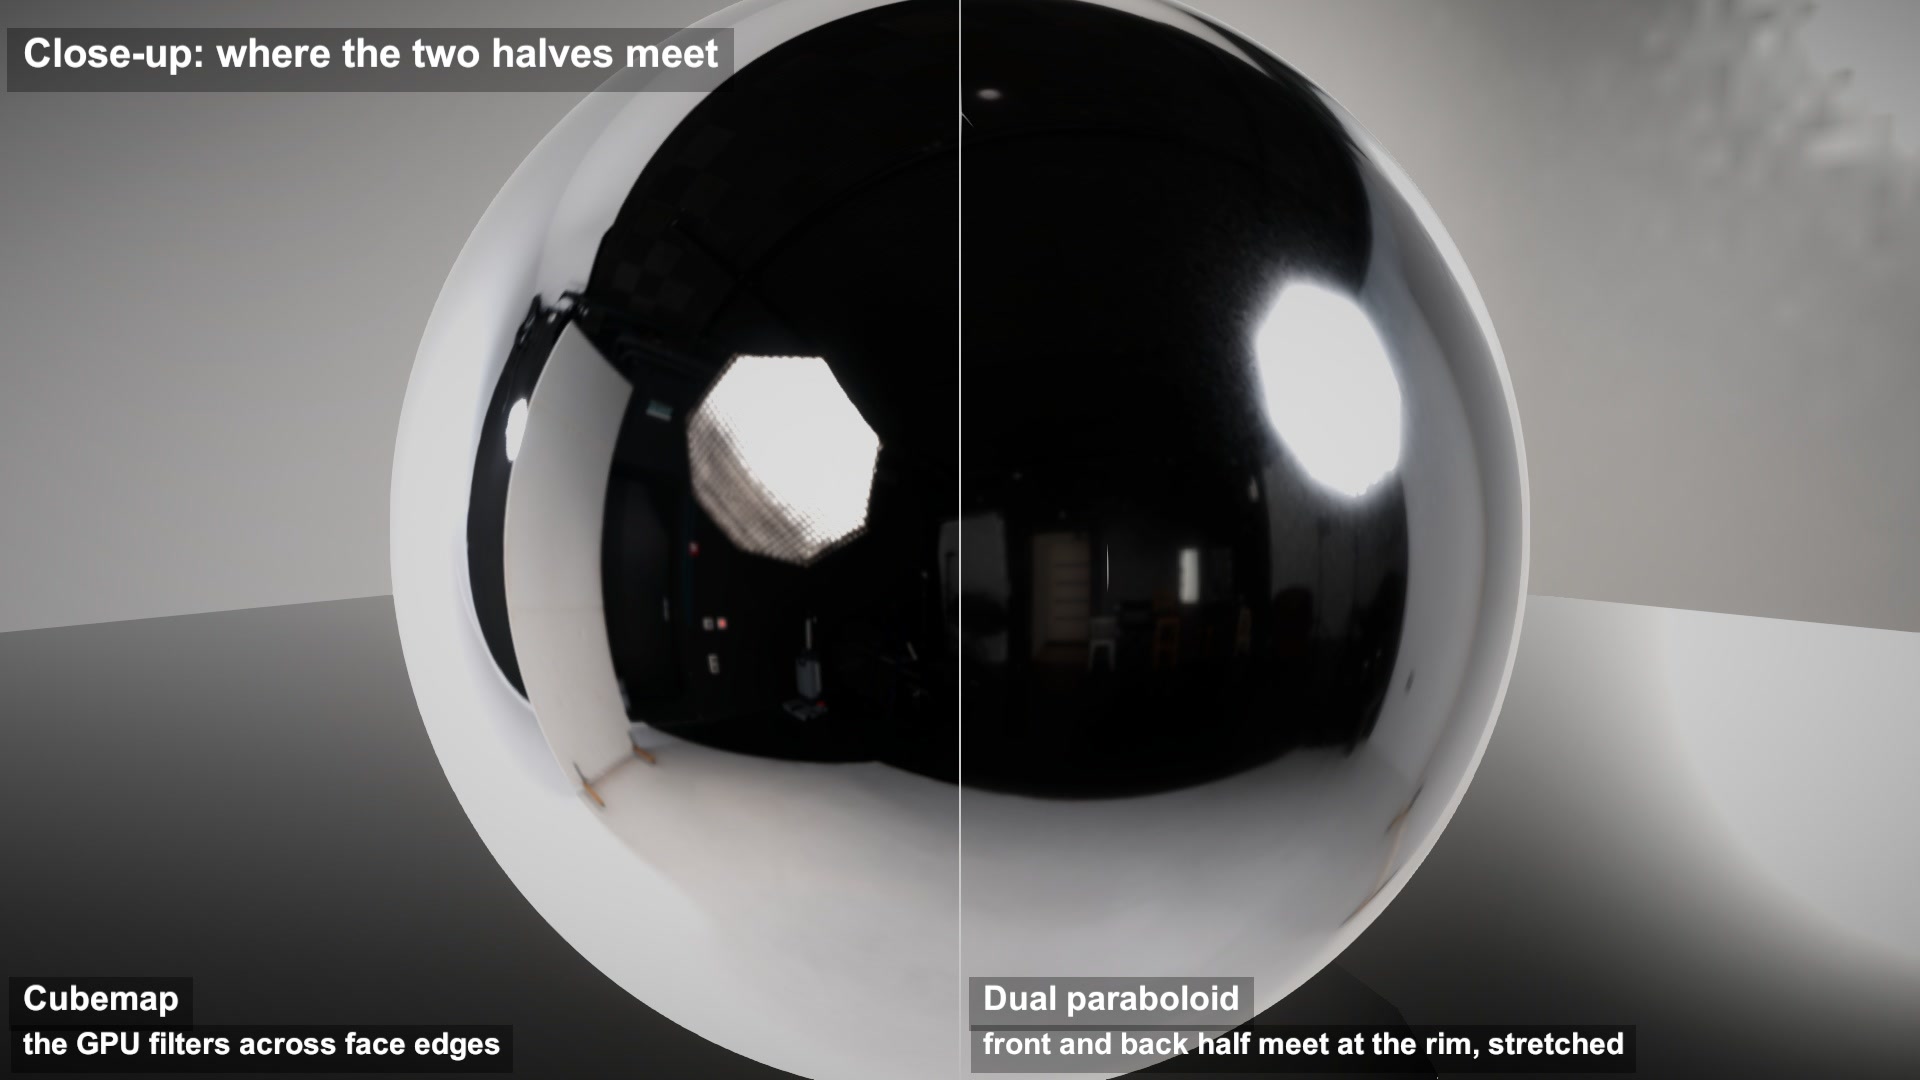 Close-up: where the two halves meet
Cubemap
the GPU filters across face edges
Dual paraboloid
front and back half meet at the rim, stretched